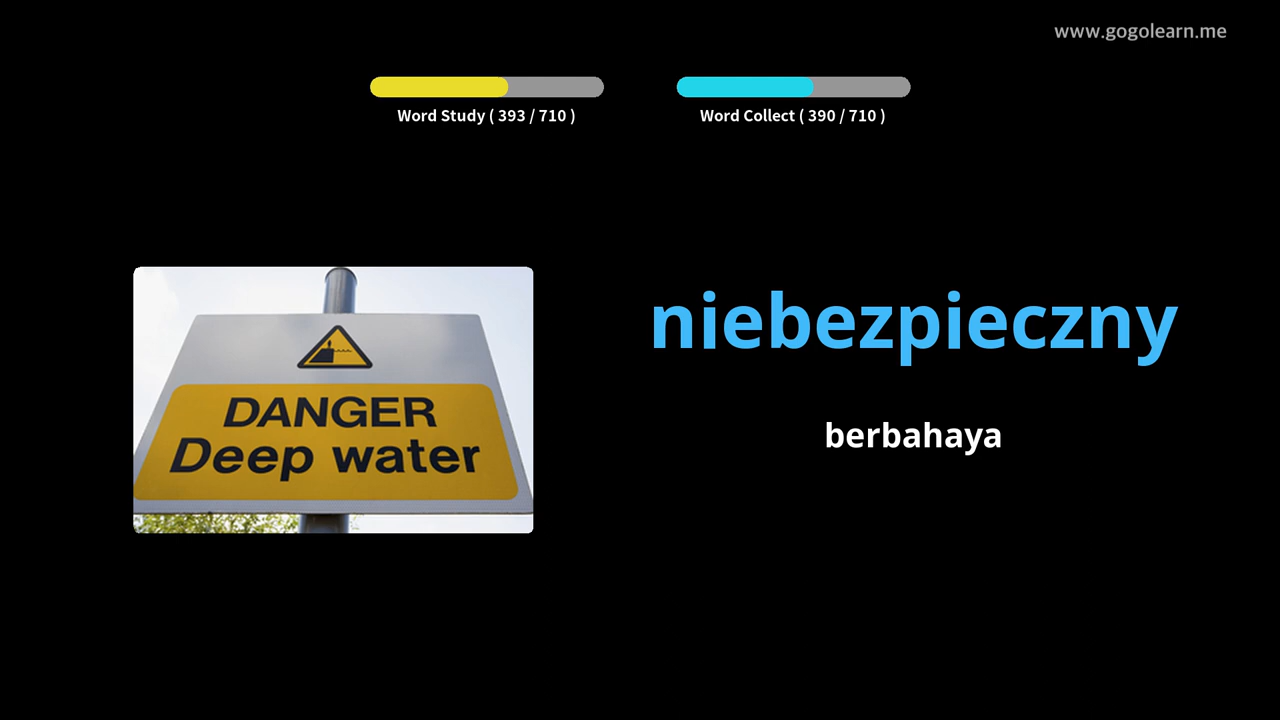 www.gogolearn.me
Word Study ( 393 / 710 )
Word Collect ( 390 / 710 )
DANGER
Deep water
niebezpieczny
berbahaya